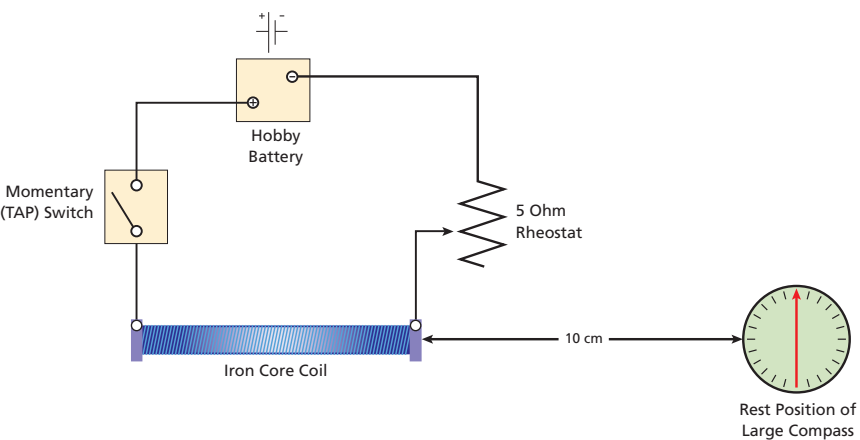 + -
− +
Hobby
Battery
Momentary
(TAP) Switch
5 Ohm
Rheostat
10 cm
Iron Core Coil
Rest Position of
Large Compass